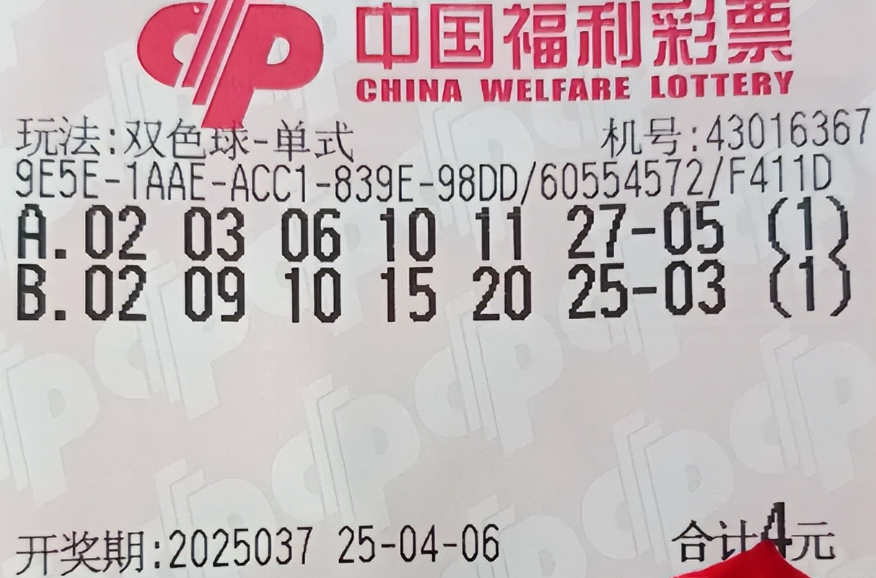 中国福利彩票
CHINA WELFARE LOTTERY
玩法:双色球-单式 机号:43016367
9E5E-1AAE-ACC1-839E-98DD/60554572/F411D
A.02 03 06 10 11 27-05 (1)
B.02 09 10 15 20 25-03 (1)
开奖期:2025037 25-04-06 合计4元